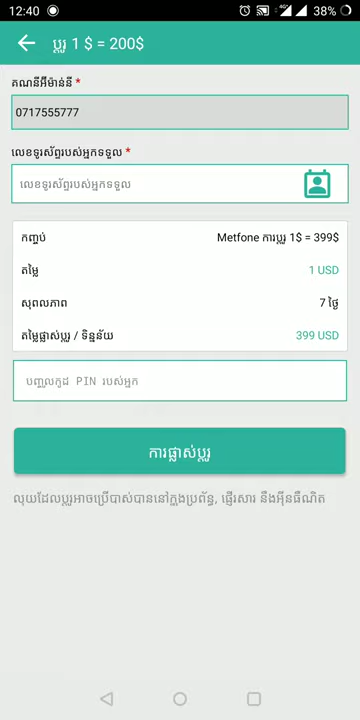 12:40
4G
38%
ប្តូរ 1 $ = 200$
គណនីអ៊ីម៉ាន់នី *
0717555777
លេខទូរស័ព្ទរបស់អ្នកទទួល *
លេខទូរស័ព្ទរបស់អ្នកទទួល
កញ្ចប់ Metfone ការប្តូរ 1$ = 399$
តម្លៃ 1 USD
សុពលភាព 7 ថ្ងៃ
តម្លៃផ្លាស់ប្តូរ / ទិន្នន័យ 399 USD
បញ្ចូលកូដ PIN របស់អ្នក
ការផ្លាស់ប្តូរ
លុយដែលប្តូរអាចប្រើបាស់បាននៅក្នុងប្រព័ន្ធ, ផ្ញើរសារ នឹងអ៊ីនធឺណិត